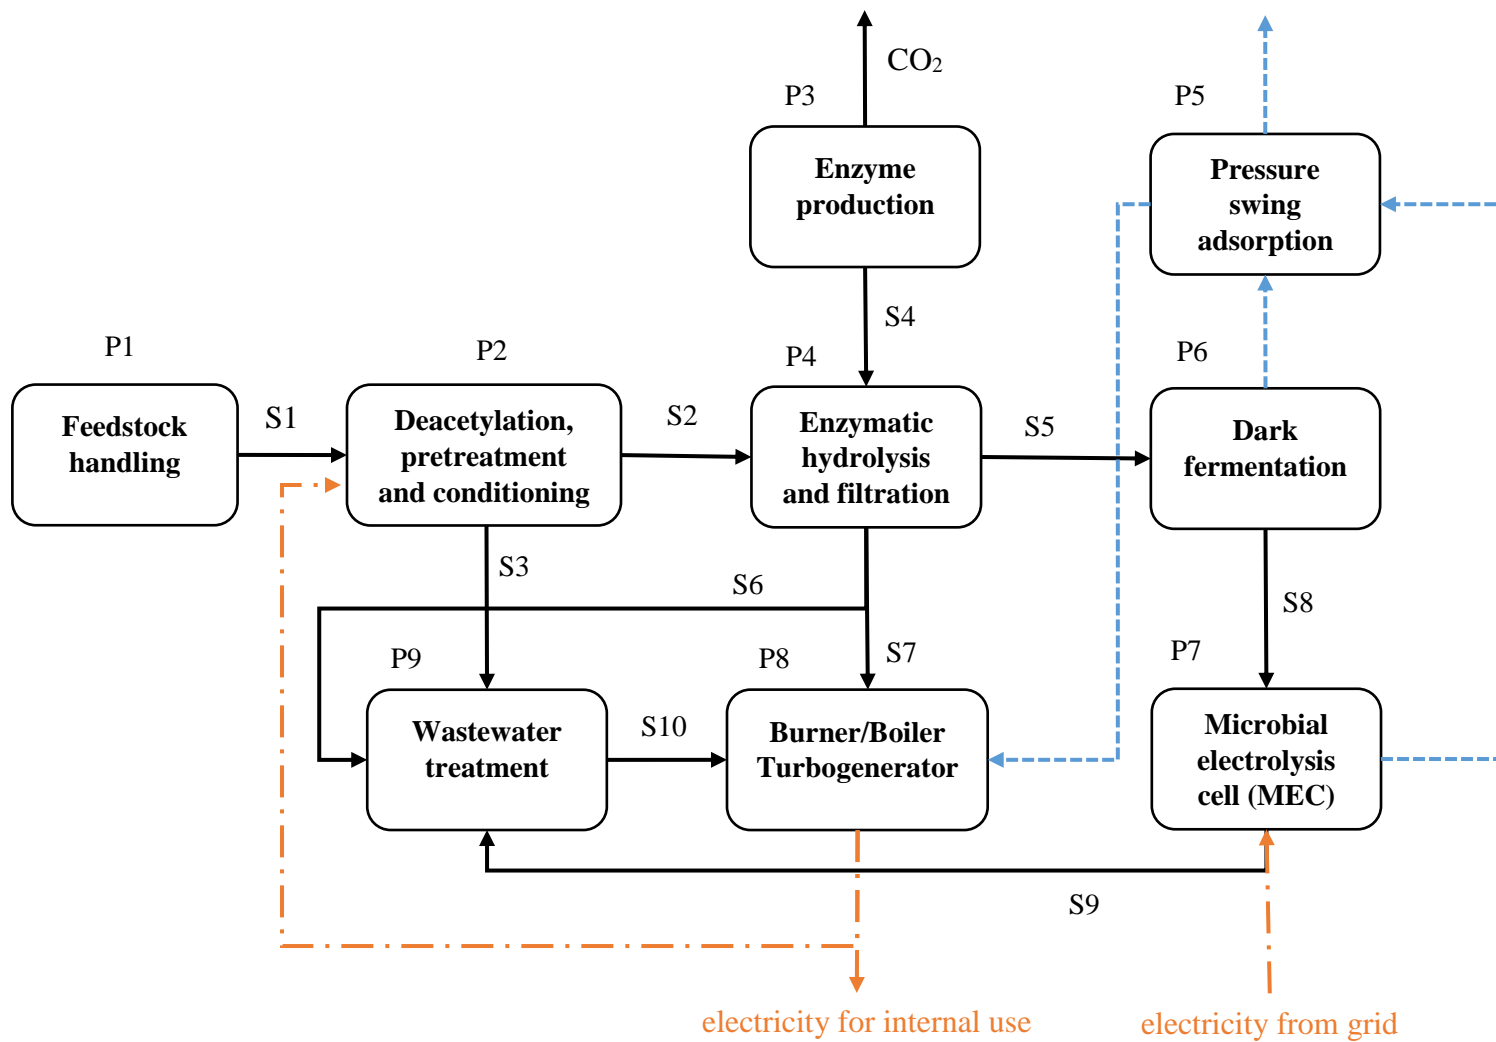 CO₂
P3
P5
Enzyme
production
Pressure
swing
adsorption
S4
P1
P2
P4
P6
Feedstock
handling
S1
Deacetylation,
pretreatment
and conditioning
S2
Enzymatic
hydrolysis
and filtration
S5
Dark
fermentation
S3
S6
S8
P9
P8
S7
P7
Wastewater
treatment
S10
Burner/Boiler
Turbogenerator
Microbial
electrolysis
cell (MEC)
S9
electricity for internal use
electricity from grid